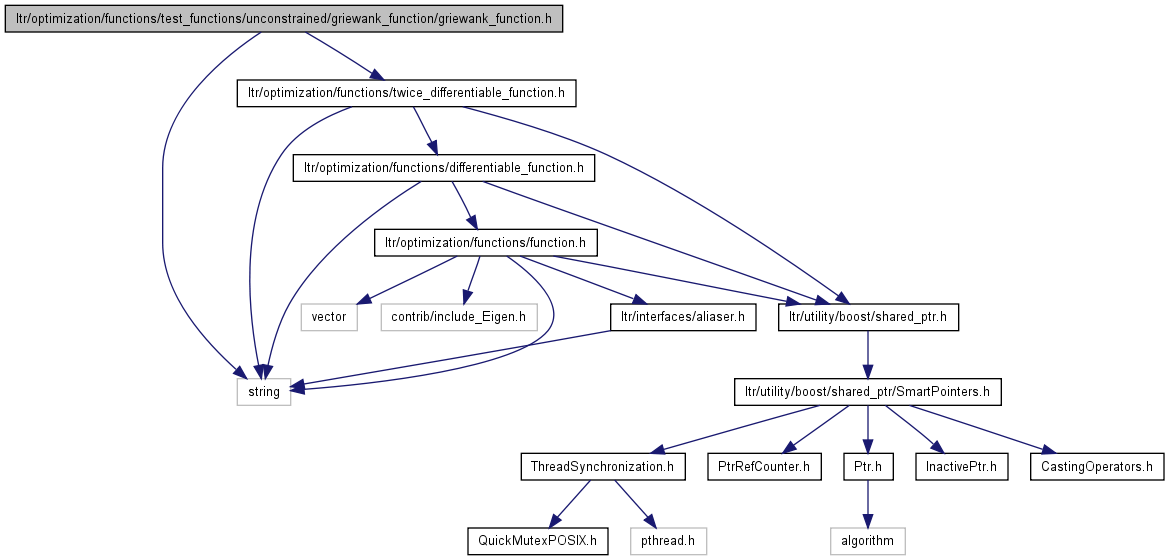 ltr/optimization/functions/test_functions/unconstrained/griewank_function/griewank_function.h
ltr/optimization/functions/twice_differentiable_function.h
ltr/optimization/functions/differentiable_function.h
ltr/optimization/functions/function.h
vector
contrib/include_Eigen.h
ltr/interfaces/aliaser.h
ltr/utility/boost/shared_ptr.h
string
ltr/utility/boost/shared_ptr/SmartPointers.h
ThreadSynchronization.h
PtrRefCounter.h
Ptr.h
InactivePtr.h
CastingOperators.h
QuickMutexPOSIX.h
pthread.h
algorithm